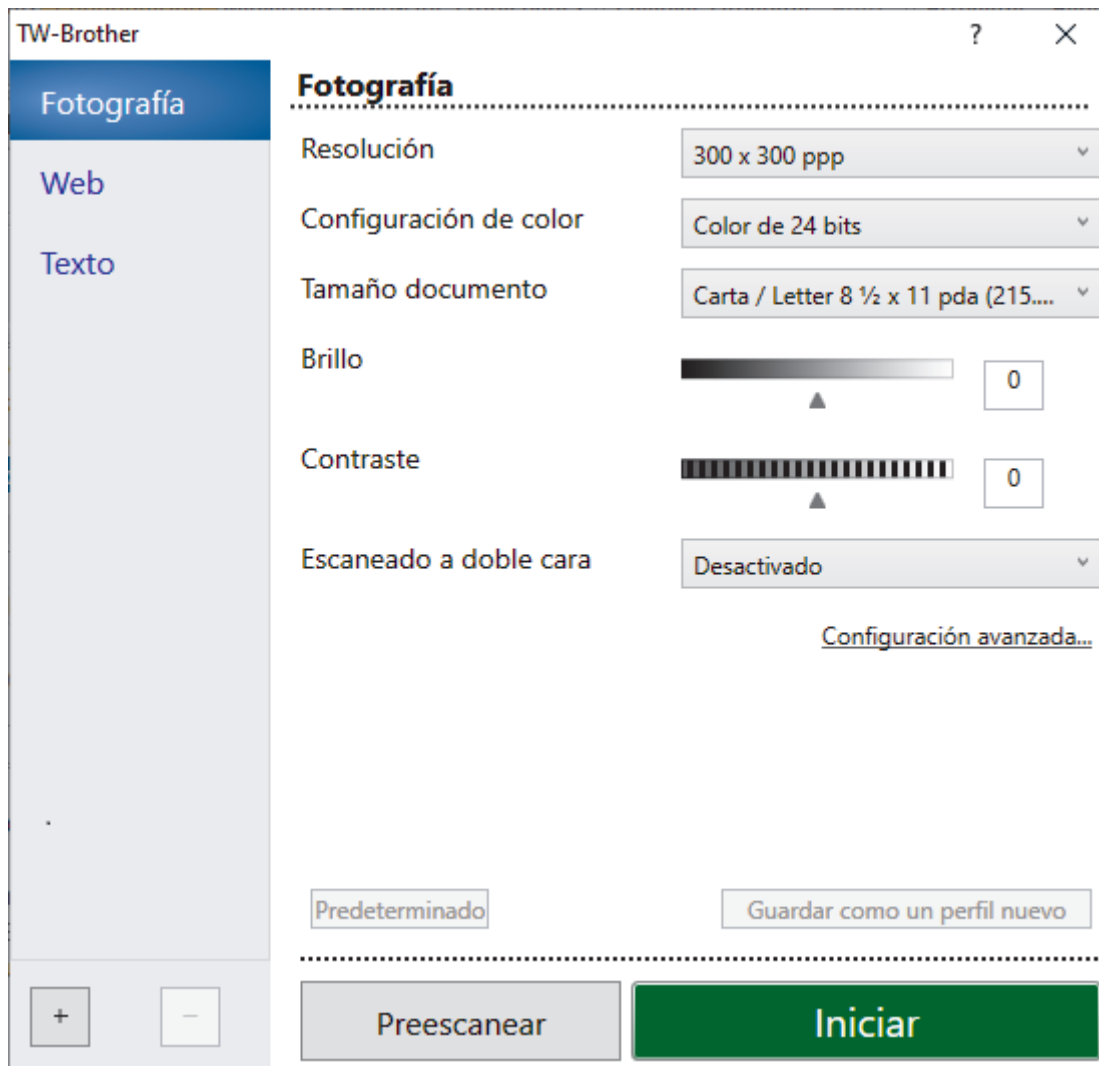 TW-Brother
?
Fotografía
Web
Texto
Fotografía
Resolución
300 x 300 ppp
Configuración de color
Color de 24 bits
Tamaño documento
Carta / Letter 8 ½ x 11 pda (215....
Brillo
0
Contraste
0
Escaneado a doble cara
Desactivado
Configuración avanzada...
.
Predeterminado
Guardar como un perfil nuevo
+
−
Preescanear
Iniciar